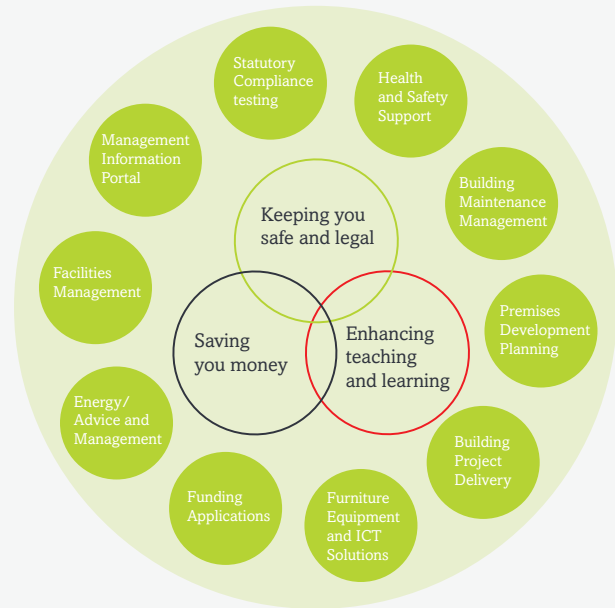 Statutory
Compliance
testing
Health
and Safety
Support
Management
Information
Portal
Building
Maintenance
Management
Keeping you
safe and legal
Facilities
Management
Premises
Development
Planning
Saving
you money
Enhancing
teaching
and learning
Energy/
Advice and
Management
Building
Project
Delivery
Funding
Applications
Furniture
Equipment
and ICT
Solutions